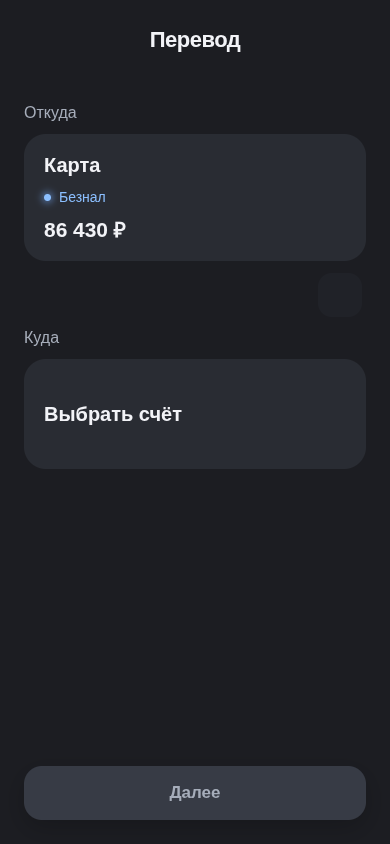 Перевод
Откуда
Карта
Безнал
86 430 ₽
Куда
Выбрать счёт
Далее